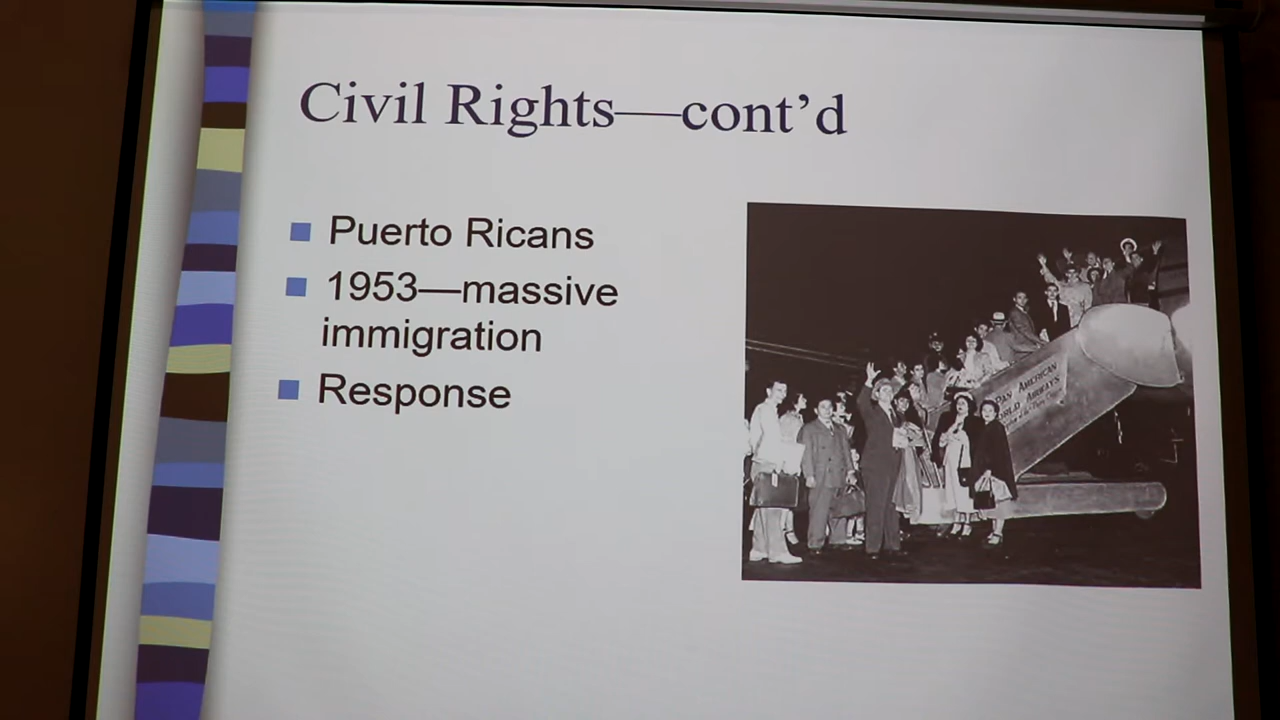 Civil Rights—cont’d
Puerto Ricans
1953—massive
immigration
Response
PAN AMERICAN
WORLD AIRWAYS